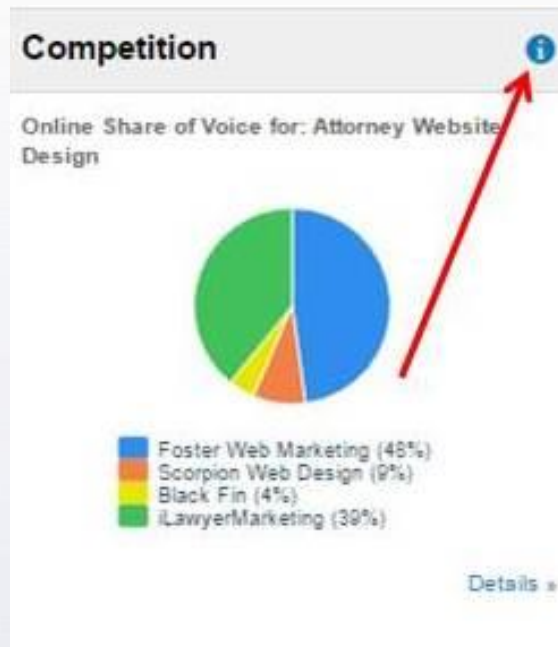 Competition
Online Share of Voice for: Attorney Website
Design
Foster Web Marketing (48%)
Scorpion Web Design (9%)
Black Fin (4%)
iLawyerMarketing (39%)
Details »